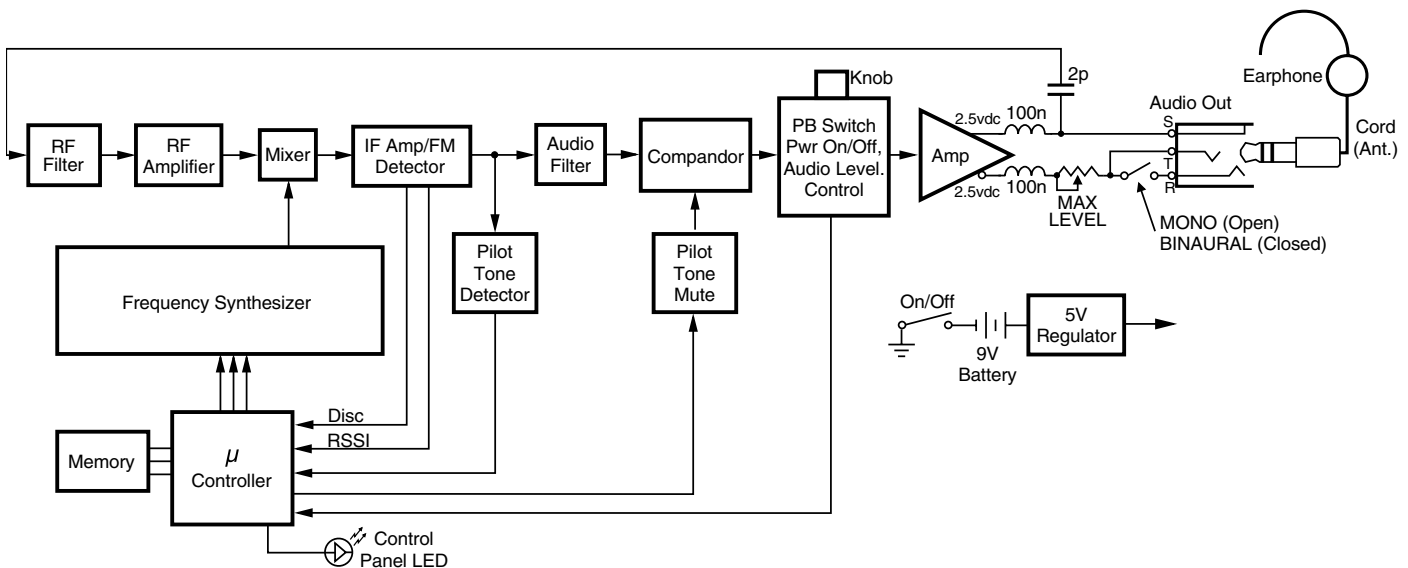 Knob
2p
Earphone
Audio Out
Cord
(Ant.)
RF
Filter
RF
Amplifier
Mixer
IF Amp/FM
Detector
Audio
Filter
Compandor
PB Switch
Pwr On/Off,
Audio Level.
Control
Amp
2.5vdc
100n
2.5vdc
100n
MAX
LEVEL
S
T
R
MONO (Open)
BINAURAL (Closed)
Frequency Synthesizer
Pilot
Tone
Detector
Pilot
Tone
Mute
On/Off
9V
Battery
5V
Regulator
Disc
RSSI
Memory
μ
Controller
Control
Panel LED